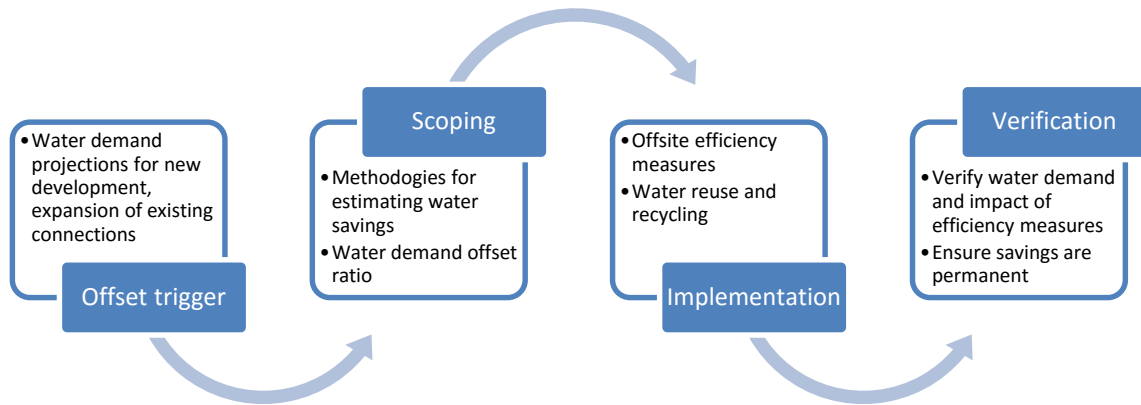 •Water demand
projections for new
development,
expansion of existing
connections
Offset trigger
Scoping
•Methodologies for
estimating water
savings
•Water demand offset
ratio
•Offsite efficiency
measures
•Water reuse and
recycling
Implementation
Verification
•Verify water demand
and impact of
efficiency measures
•Ensure savings are
permanent